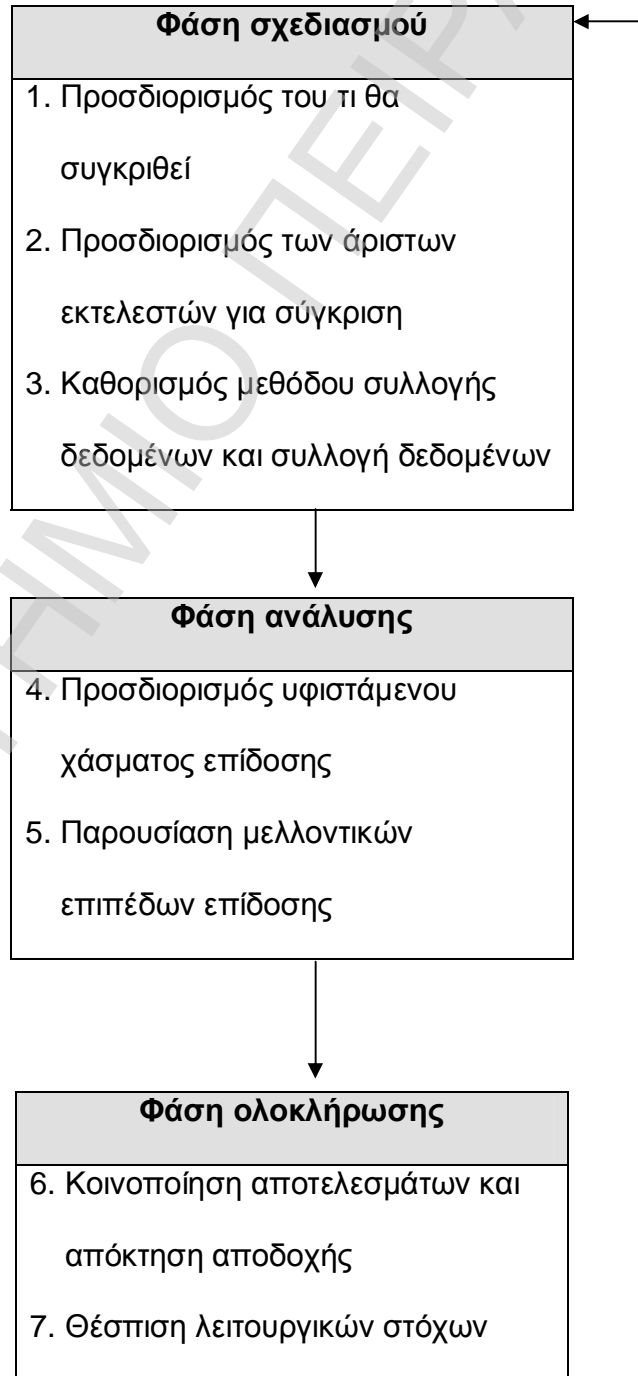 Φάση σχεδιασμού
1. Προσδιορισμός του τι θα
συγκριθεί
2. Προσδιορισμός των άριστων
εκτελεστών για σύγκριση
3. Καθορισμός μεθόδου συλλογής
δεδομένων και συλλογή δεδομένων
Φάση ανάλυσης
4. Προσδιορισμός υφιστάμενου
χάσματος επίδοσης
5. Παρουσίαση μελλοντικών
επιπέδων επίδοσης
Φάση ολοκλήρωσης
6. Κοινοποίηση αποτελεσμάτων και
απόκτηση αποδοχής
7. Θέσπιση λειτουργικών στόχων